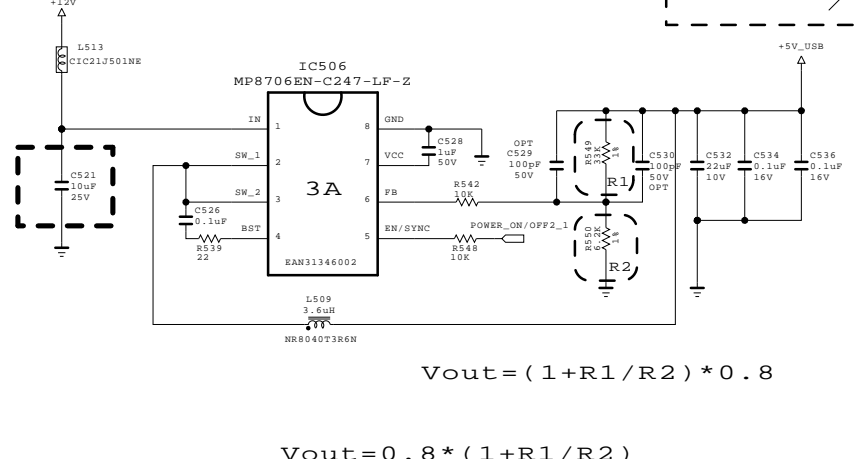 +12V
+5V_USB
L513
CIC21J501NE
IC506
MP8706EN-C247-LF-Z
IN
1
8
GND
C528
1uF
50V
OPT
C529
100pF
50V
R549
33K
1%
R1
C530
100pF
50V
OPT
C532
22uF
10V
C534
0.1uF
16V
C536
0.1uF
16V
SW_1
2
7
VCC
C521
10uF
25V
SW_2
3
3A
6
FB
R542
10K
C526
0.1uF
BST
4
5
EN/SYNC
POWER_ON/OFF2_1
R550
6.2K
1%
R2
R539
22
R548
10K
EAN31346002
L509
3.6uH
NR8040T3R6N
Vout=(1+R1/R2)*0.8
Vout=0.8*(1+R1/R2)